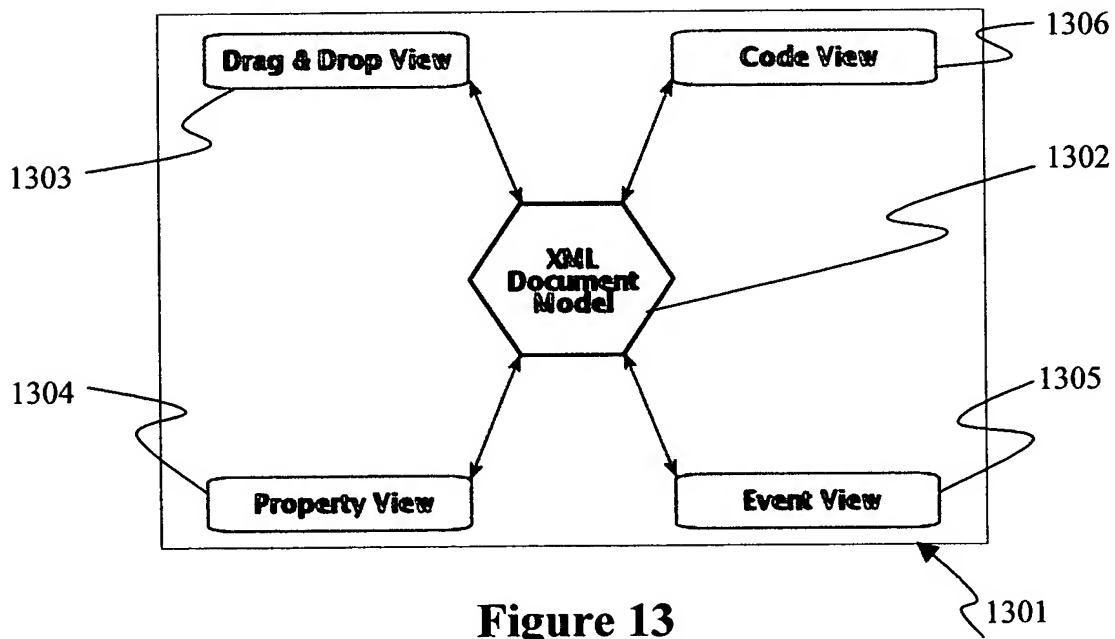 1306
Drag & Drop View
Code View
1303
1302
XML
Document
Model
1304
1305
Property View
Event View
Figure 13
1301